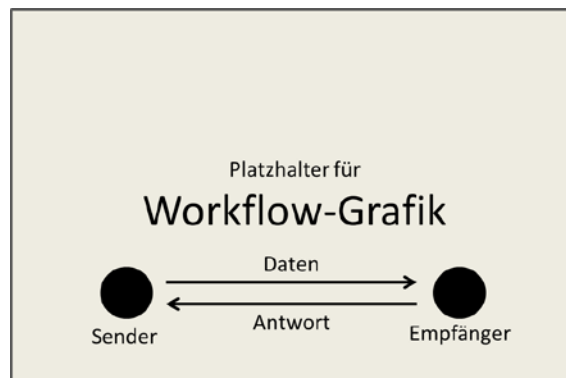 Platzhalter für
Workflow-Grafik
Daten
Antwort
Sender
Empfänger